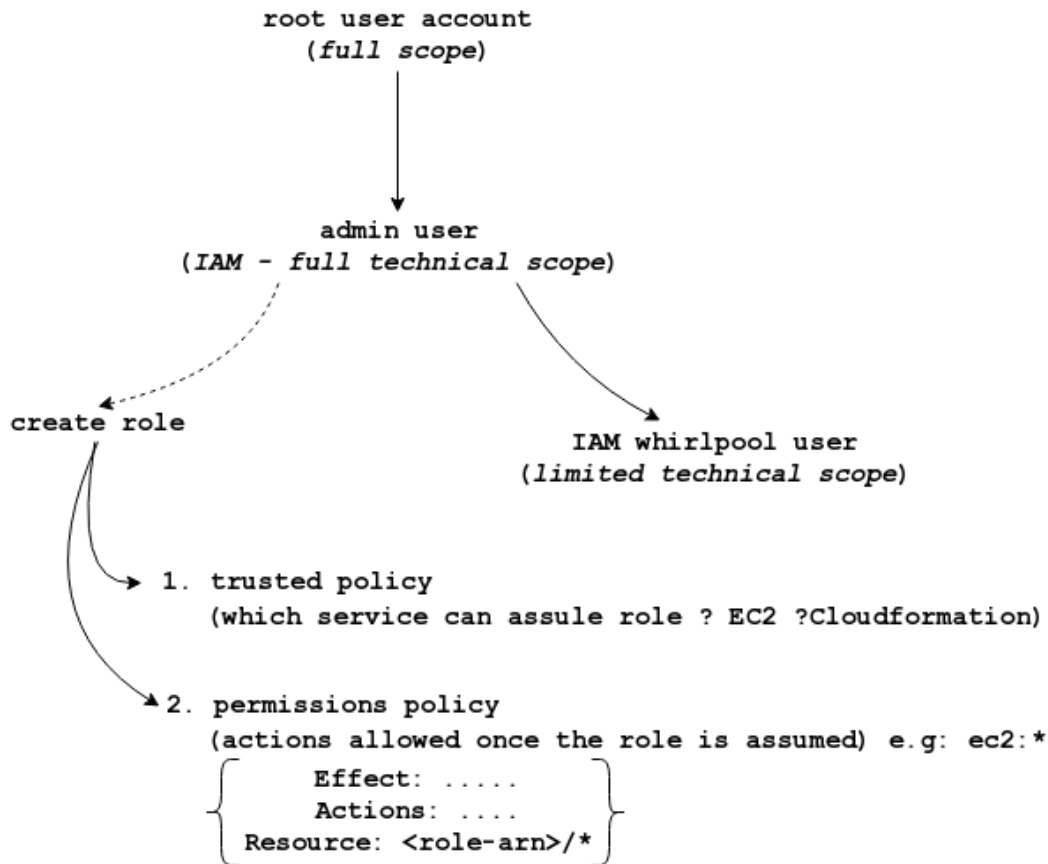 root user account
(full scope)
admin user
(IAM - full technical scope)
create role
IAM whirlpool user
(limited technical scope)
1. trusted policy
(which service can assule role ? EC2 ?Cloudformation)
2. permissions policy
(actions allowed once the role is assumed) e.g: ec2:*
Effect: .....
Actions: ....
Resource: <role-arn>/*